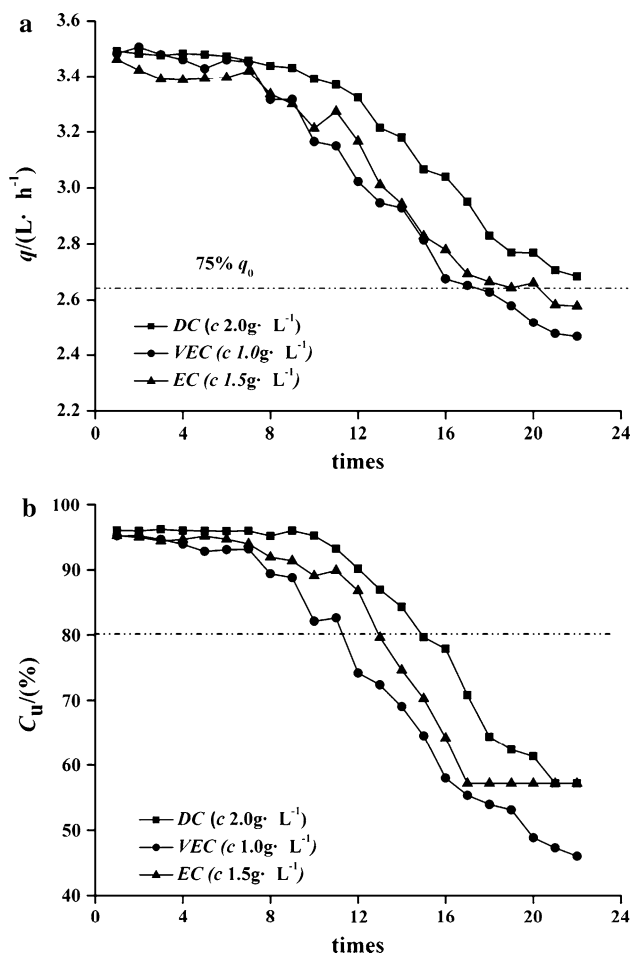 a
3.6
3.4
3.2
3.0
2.8
2.6
2.4
2.2
q/(L· h⁻¹)
75% q₀
DC (c 2.0g· L⁻¹)
VEC (c 1.0g· L⁻¹)
EC (c 1.5g· L⁻¹)
0 4 8 12 16 20 24
times
b
100
90
80
70
60
50
40
Cu/(%)
DC (c 2.0g· L⁻¹)
VEC (c 1.0g· L⁻¹)
EC (c 1.5g· L⁻¹)
0 4 8 12 16 20 24
times